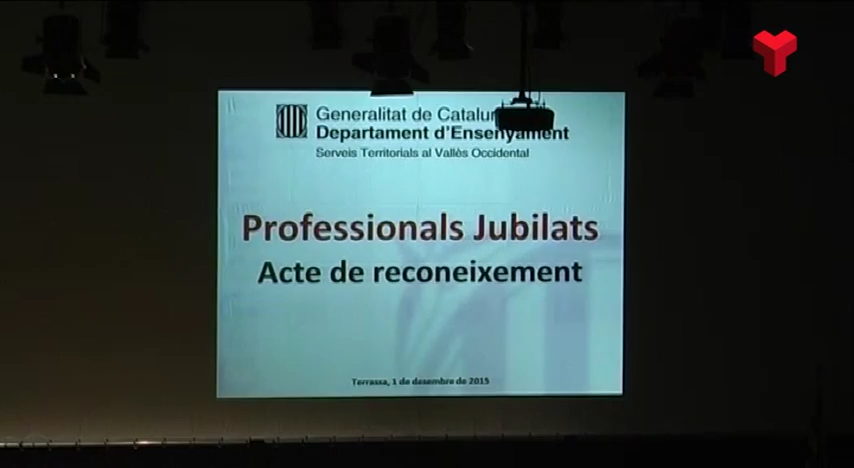 Generalitat de Catalu
Departament d'Ensenyament
Serveis Territorials al Vallès Occidental
Professionals Jubilats
Acte de reconeixement
Terrassa, 1 de desembre de 2015